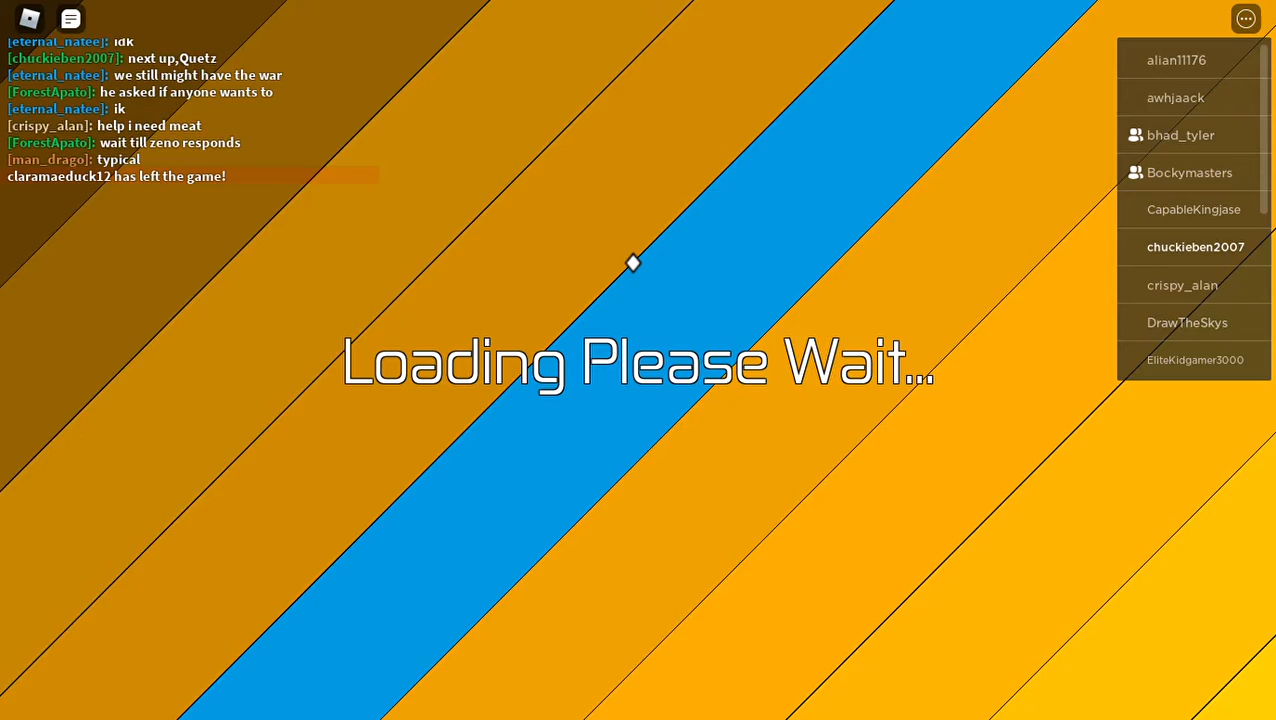 [eternal_natee]: idk
[chuckieben2007]: next up,Quetz
[eternal_natee]: we still might have the war
[ForestApato]: he asked if anyone wants to
[eternal_natee]: ik
[crispy_alan]: help i need meat
[ForestApato]: wait till zeno responds
[man_drago]: typical
claramaeduck12 has left the game!
alian11176
awhjaack
bhad_tyler
Bockymasters
CapableKingjase
chuckieben2007
crispy_alan
DrawTheSkys
EliteKidgamer3000
Loading Please Wait...